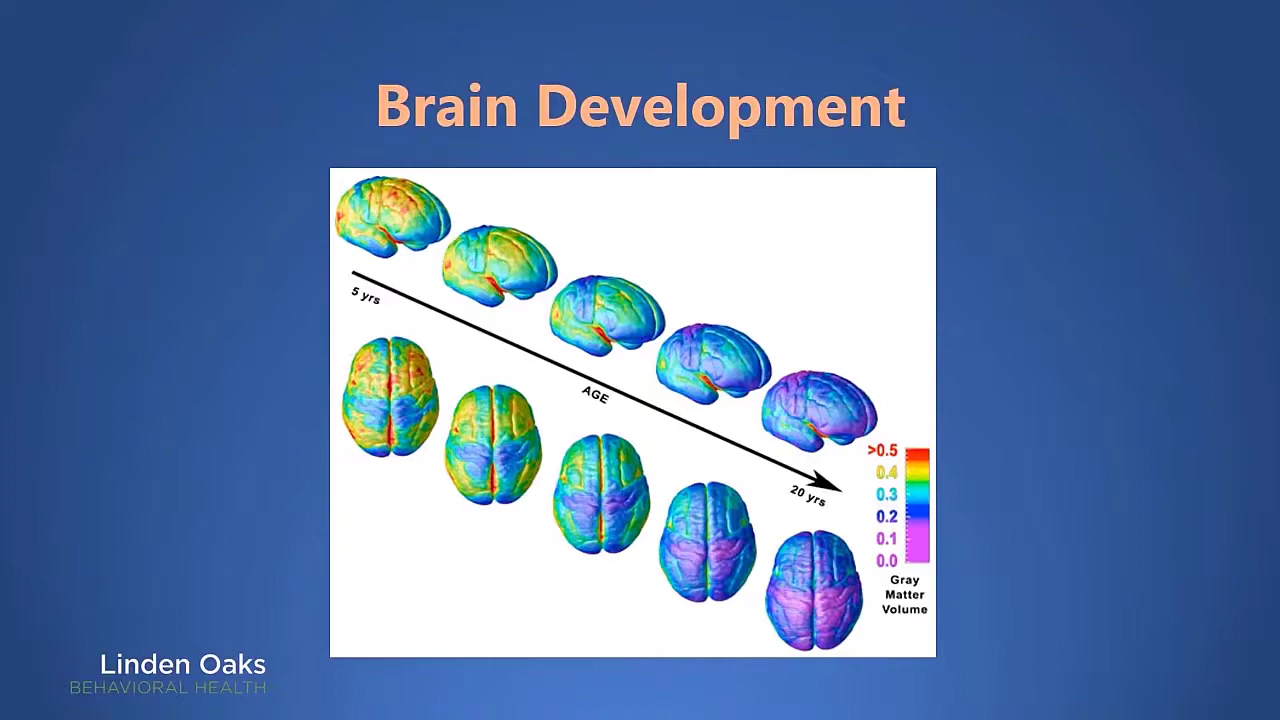 Brain Development
5 yrs
AGE
20 yrs
>0.5
0.4
0.3
0.2
0.1
0.0
Gray
Matter
Volume
Linden Oaks
BEHAVIORAL HEALTH